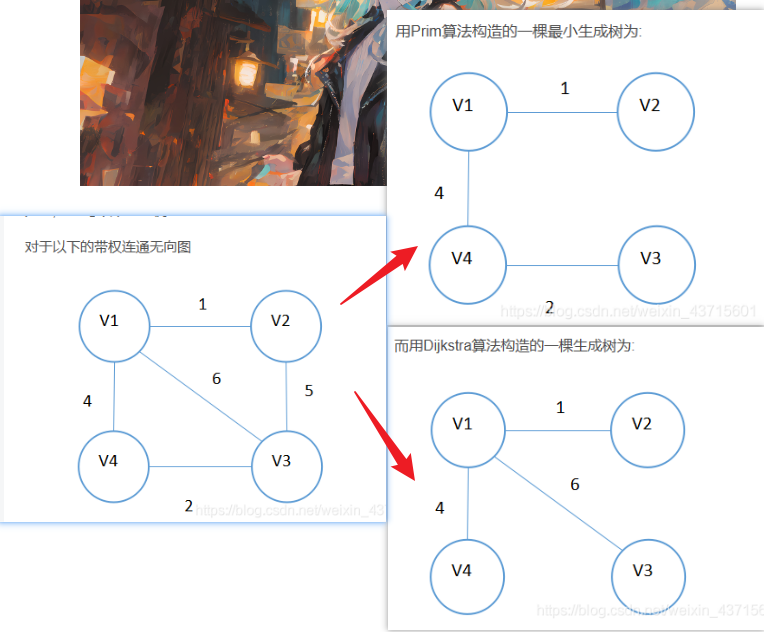 对于以下的带权连通无向图
V1
1
V2
4
6
5
V4
V3
2
https://blog.csdn.net/weixin_43
用Prim算法构造的一棵最小生成树为:
V1
1
V2
4
V4
V3
2
https://blog.csdn.net/weixin_43715601
而用Dijkstra算法构造的一棵生成树为:
V1
1
V2
4
6
V4
V3
https://blog.csdn.net/weixin_437156